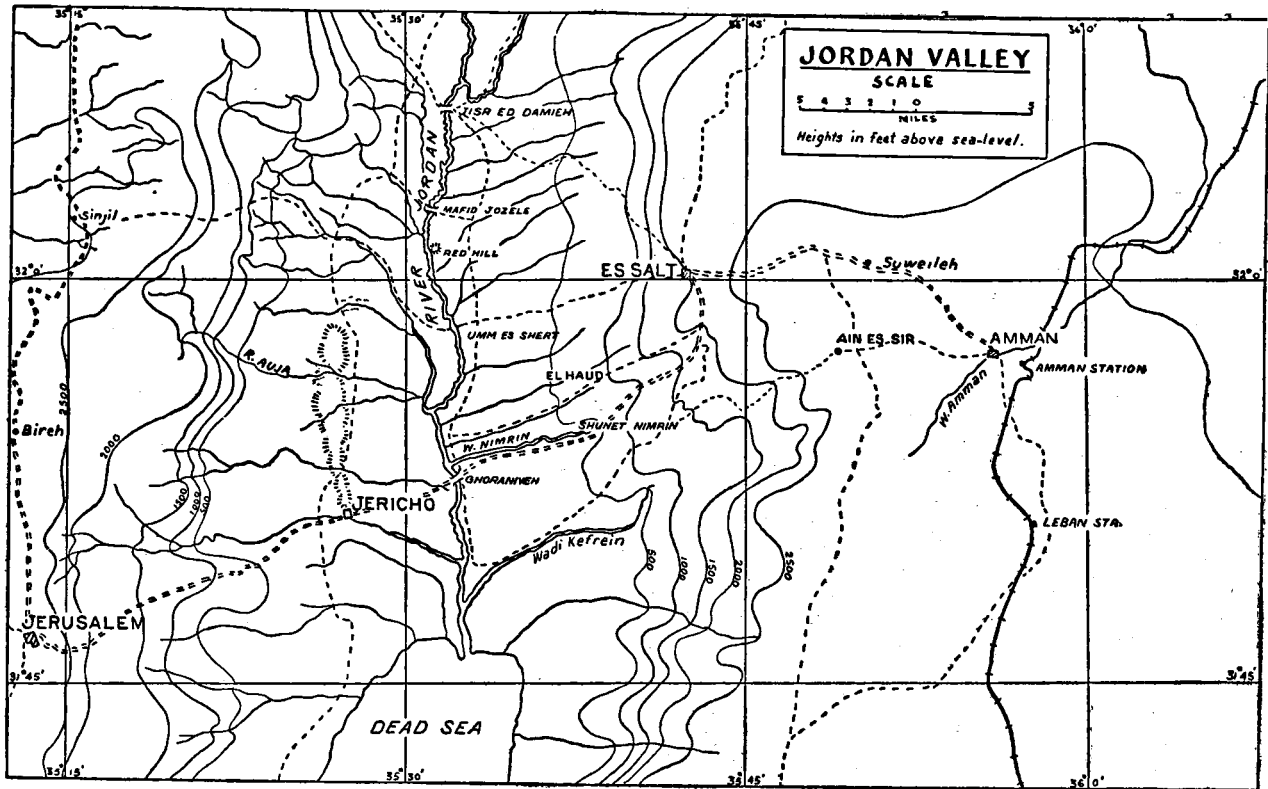 35°15'
35°30'
35°45'
36°0'
JORDAN VALLEY
SCALE
5 4 3 2 1 0 5
MILES
Heights in feet above sea-level.
JISR ED DAMIEH
JORDAN
RIVER
MAFID JOZELE
Sinjil
RED HILL
32°0'
ES SALT
Suweileh
32°0'
UMM ES SHERT
AIN ES SIR
AMMAN
R. AUJA
AMMAN STATION
EL HAUD
W. Amman
2500
2000
Bireh
SHUNET NIMRIN
W. NIMRIN
1500
1000
500
GHORANIYEH
JERICHO
LEBAN STA.
Wadi Kefrein
500
1000
1500
2000
2500
JERUSALEM
31°45'
31°45'
DEAD SEA
35°15'
35°30'
35°45'
36°0'